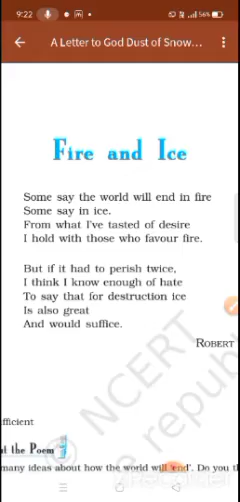 9:22
56%
A Letter to God Dust of Snow...
Fire and Ice
Some say the world will end in fire
Some say in ice.
From what I've tasted of desire
I hold with those who favour fire.
But if it had to perish twice,
I think I know enough of hate
To say that for destruction ice
Is also great
And would suffice.
ROBERT
NCERT
e republ
fficient
t the Poem
many ideas about how the world will 'end'. Do you t